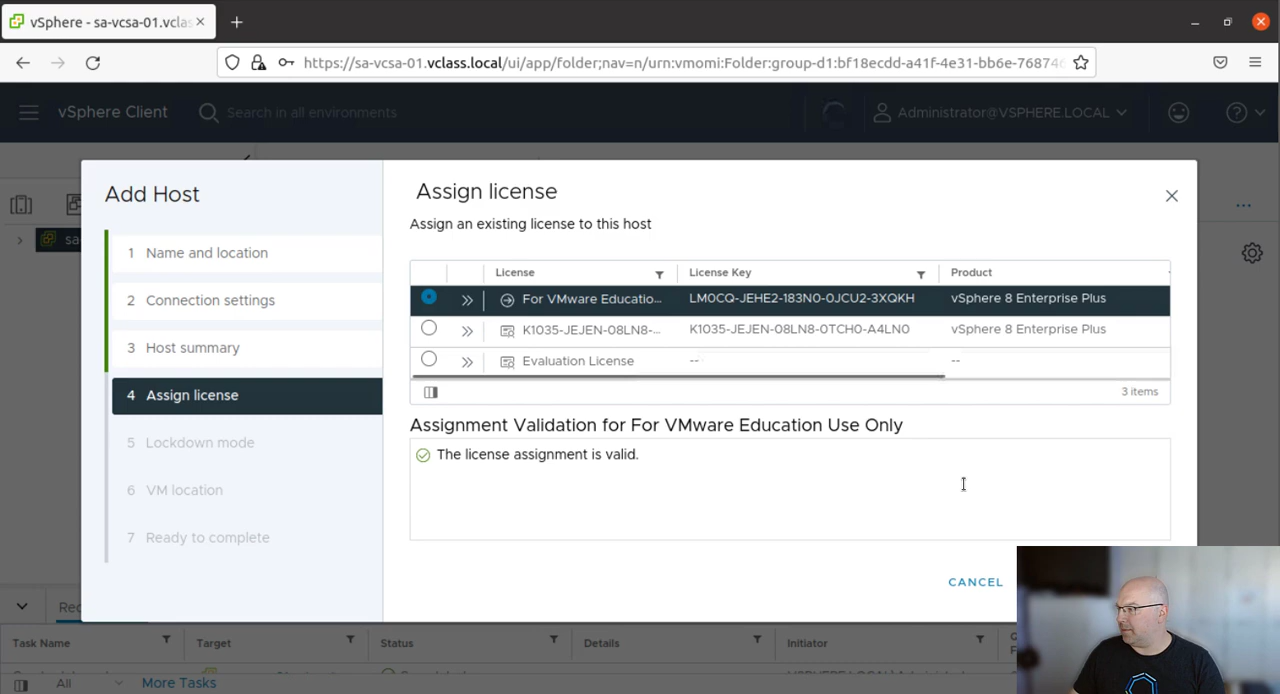 vSphere - sa-vcsa-01.vclas
https://sa-vcsa-01.vclass.local/ui/app/folder;nav=n/urn:vmomi:Folder:group-d1:bf18ecdd-a41f-4e31-bb6e-76874
vSphere Client
Search in all environments
Administrator@VSPHERE.LOCAL
sa
Add Host
1 Name and location
2 Connection settings
3 Host summary
4 Assign license
5 Lockdown mode
6 VM location
7 Ready to complete
Assign license
Assign an existing license to this host
License License Key Product
For VMware Educatio... LM0CQ-JEHE2-183N0-0JCU2-3XQKH vSphere 8 Enterprise Plus
K1035-JEJEN-08LN8-... K1035-JEJEN-08LN8-0TCH0-A4LN0 vSphere 8 Enterprise Plus
Evaluation License -- --
3 items
Assignment Validation for For VMware Education Use Only
The license assignment is valid.
CANCEL
Rec
Task Name Target Status Details Initiator
All More Tasks